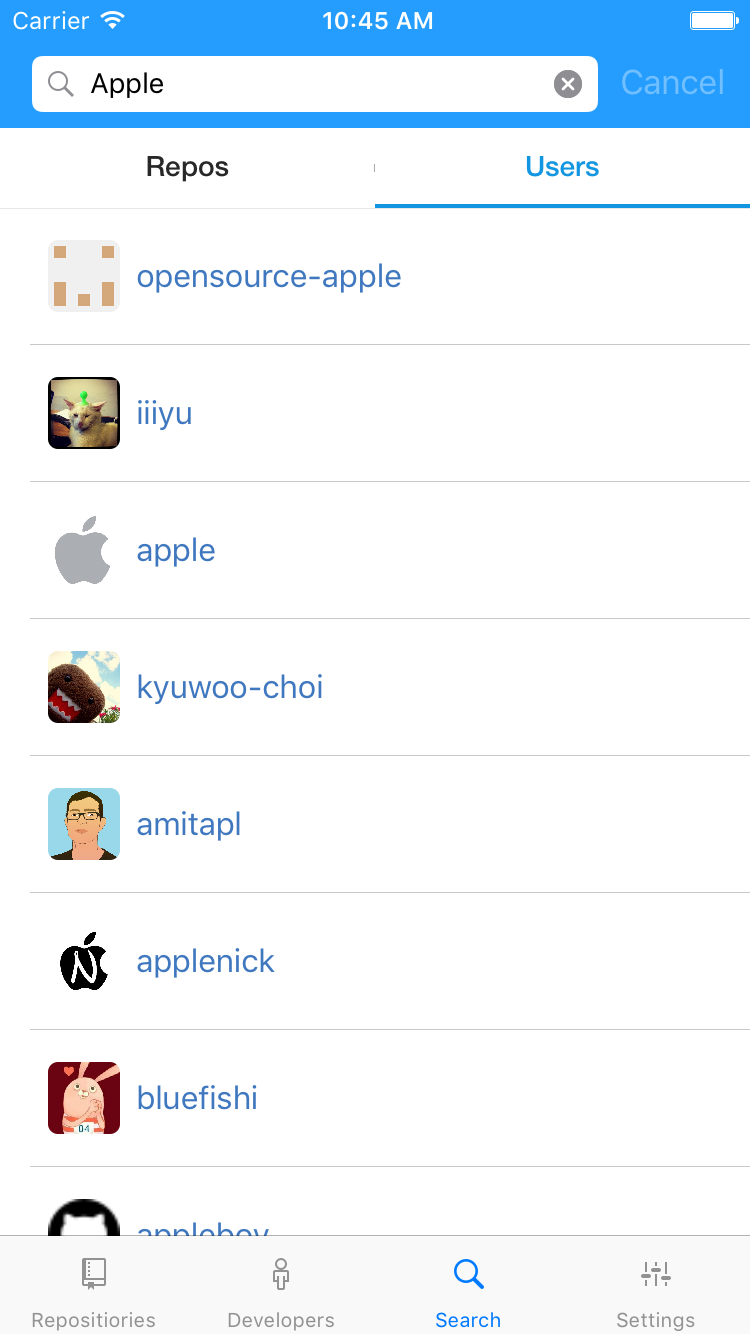 Carrier 10:45 AM
Apple Cancel
Repos Users
opensource-apple
iiiyu
apple
kyuwoo-choi
amitapl
applenick
N
bluefishi
04
appleboy
Repositiories Developers Search Settings